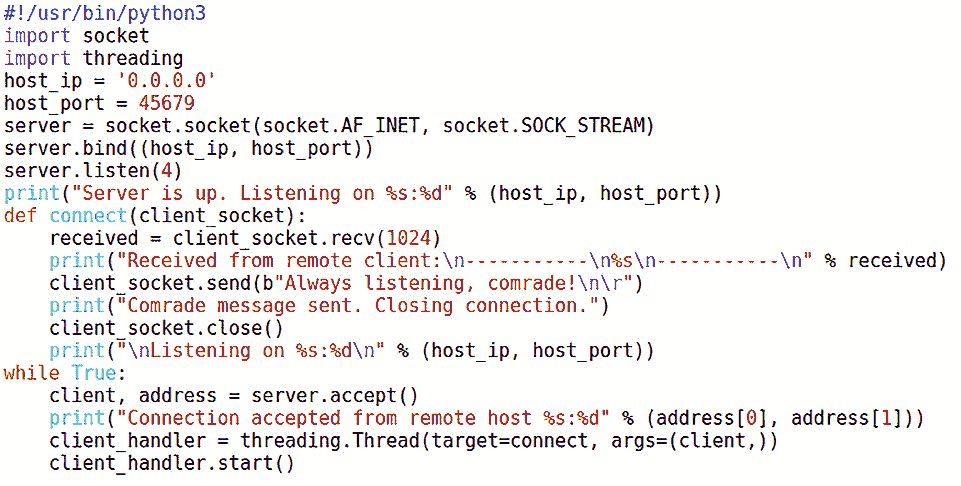 #!/usr/bin/python3
import socket
import threading
host_ip = '0.0.0.0'
host_port = 45679
server = socket.socket(socket.AF_INET, socket.SOCK_STREAM)
server.bind((host_ip, host_port))
server.listen(4)
print("Server is up. Listening on %s:%d" % (host_ip, host_port))
def connect(client_socket):
    received = client_socket.recv(1024)
    print("Received from remote client:\n-----------\n%s\n-----------\n" % received)
    client_socket.send(b"Always listening, comrade!\n\r")
    print("Comrade message sent. Closing connection.")
    client_socket.close()
    print("\nListening on %s:%d\n" % (host_ip, host_port))
while True:
    client, address = server.accept()
    print("Connection accepted from remote host %s:%d" % (address[0], address[1]))
    client_handler = threading.Thread(target=connect, args=(client,))
    client_handler.start()